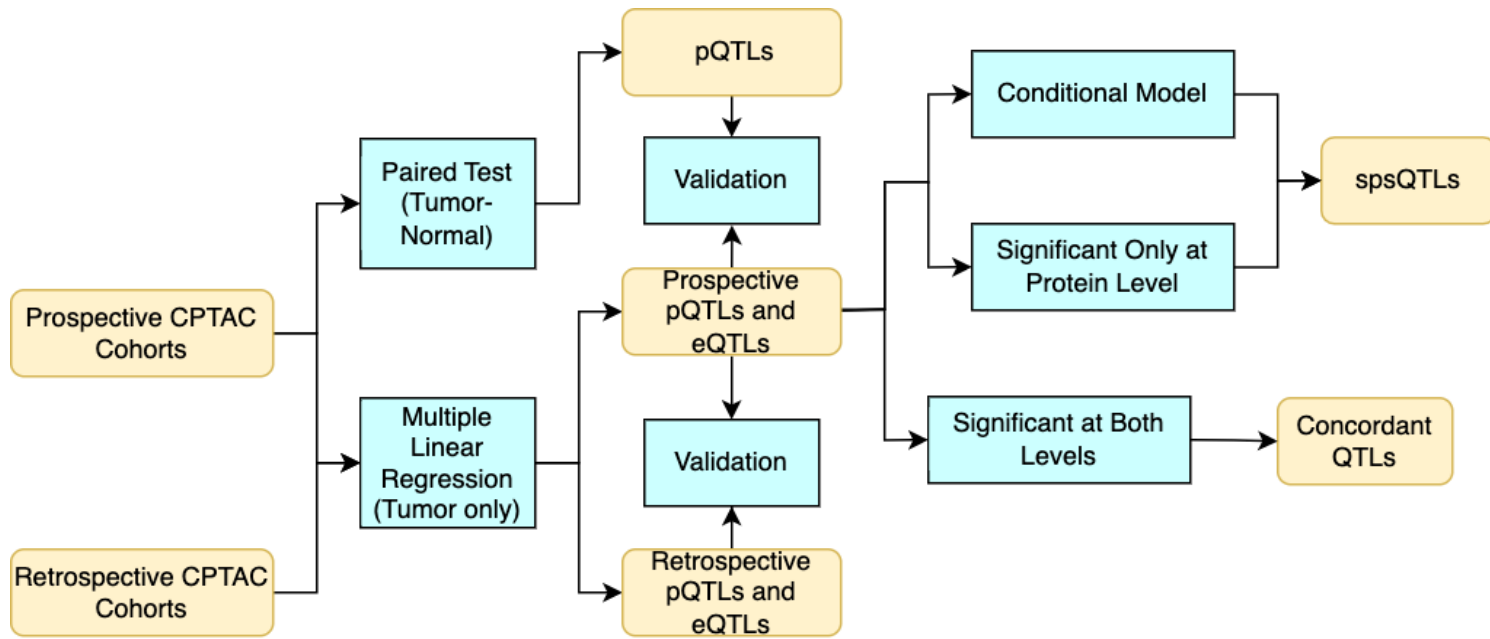 Prospective CPTAC
Cohorts
Retrospective CPTAC
Cohorts
Paired Test
(Tumor-
Normal)
Multiple
Linear
Regression
(Tumor only)
pQTLs
Validation
Prospective
pQTLs and
eQTLs
Validation
Retrospective
pQTLs and
eQTLs
Conditional Model
Significant Only at
Protein Level
Significant at Both
Levels
spsQTLs
Concordant
QTLs